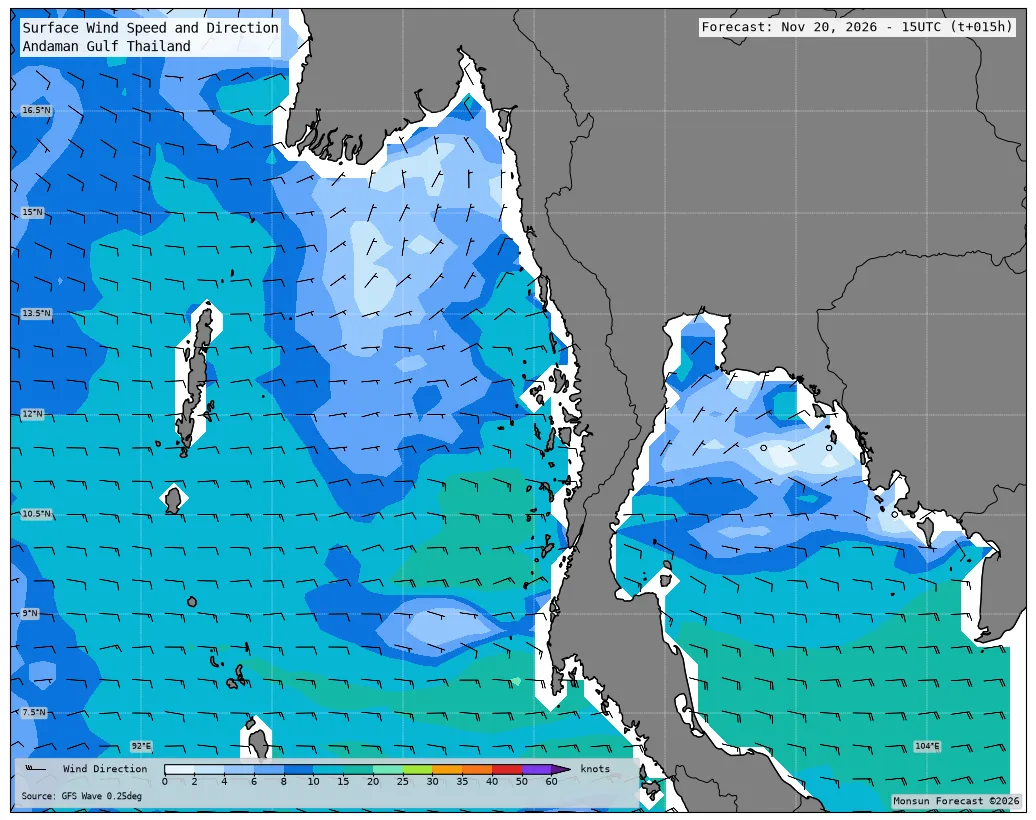 Surface Wind Speed and Direction
Andaman Gulf Thailand
Forecast: Nov 20, 2026 - 15UTC (t+015h)
16.5°N
15°N
13.5°N
12°N
10.5°N
9°N
7.5°N
92°E
104°E
Wind Direction
0 2 4 6 8 10 15 20 25 30 35 40 50 60
knots
Source: GFS Wave 0.25deg
Monsun Forecast ©2026